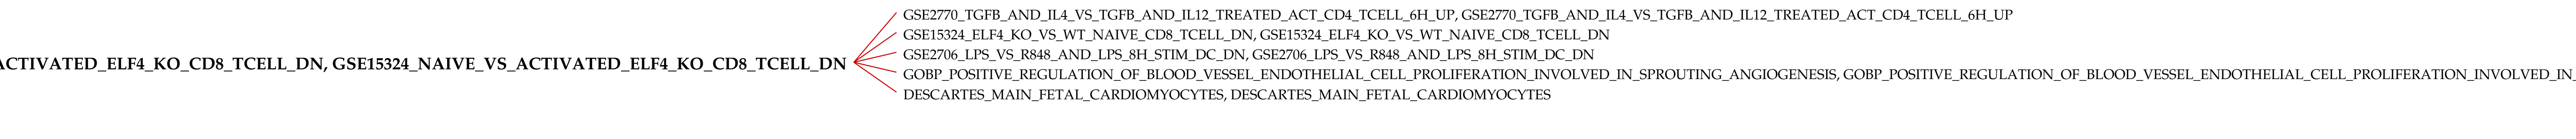 GSE2770_TGFB_AND_IL4_VS_TGFB_AND_IL12_TREATED_ACT_CD4_TCELL_6H_UP, GSE2770_TGFB_AND_IL4_VS_TGFB_AND_IL12_TREATED_ACT_CD4_TCELL_6H_UP
GSE15324_ELF4_KO_VS_WT_NAIVE_CD8_TCELL_DN, GSE15324_ELF4_KO_VS_WT_NAIVE_CD8_TCELL_DN
GSE2706_LPS_VS_R848_AND_LPS_8H_STIM_DC_DN, GSE2706_LPS_VS_R848_AND_LPS_8H_STIM_DC_DN
ACTIVATED_ELF4_KO_CD8_TCELL_DN, GSE15324_NAIVE_VS_ACTIVATED_ELF4_KO_CD8_TCELL_DN
GOBP_POSITIVE_REGULATION_OF_BLOOD_VESSEL_ENDOTHELIAL_CELL_PROLIFERATION_INVOLVED_IN_SPROUTING_ANGIOGENESIS, GOBP_POSITIVE_REGULATION_OF_BLOOD_VESSEL_ENDOTHELIAL_CELL_PROLIFERATION_INVOLVED_IN_
DESCARTES_MAIN_FETAL_CARDIOMYOCYTES, DESCARTES_MAIN_FETAL_CARDIOMYOCYTES